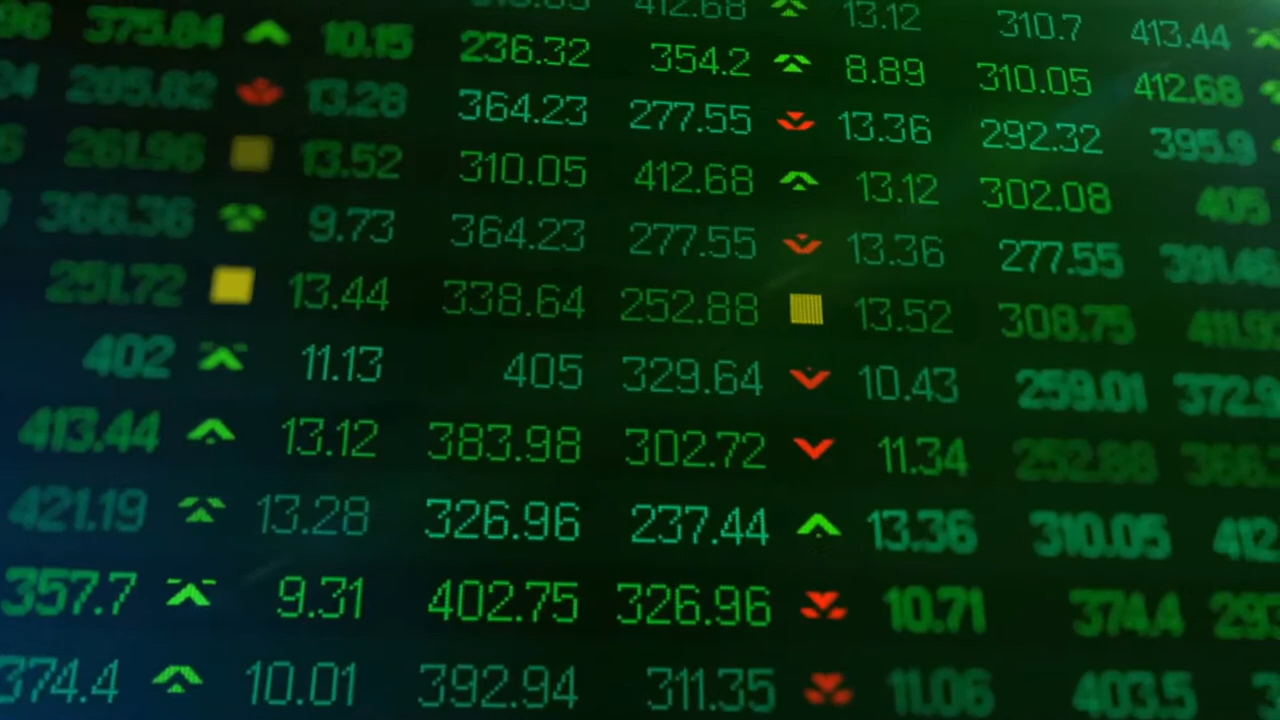 412.68 13.12 310.7 413.44
375.84 10.15 236.32 354.2 8.89 310.05 412.68
285.82 13.28 364.23 277.55 13.36 292.32 395.9
261.96 13.52 310.05 412.68 13.12 302.08 405
366.36 9.73 364.23 277.55 13.36 277.55
251.72 13.44 338.64 252.88 13.52 308.75
402 11.13 405 329.64 10.43 259.01
413.44 13.12 383.98 302.72 11.34 252.88
421.19 13.28 326.96 237.44 13.36 310.05
357.7 9.31 402.75 326.96 10.71 374.4
374.4 10.01 392.94 311.35 11.06 403.5